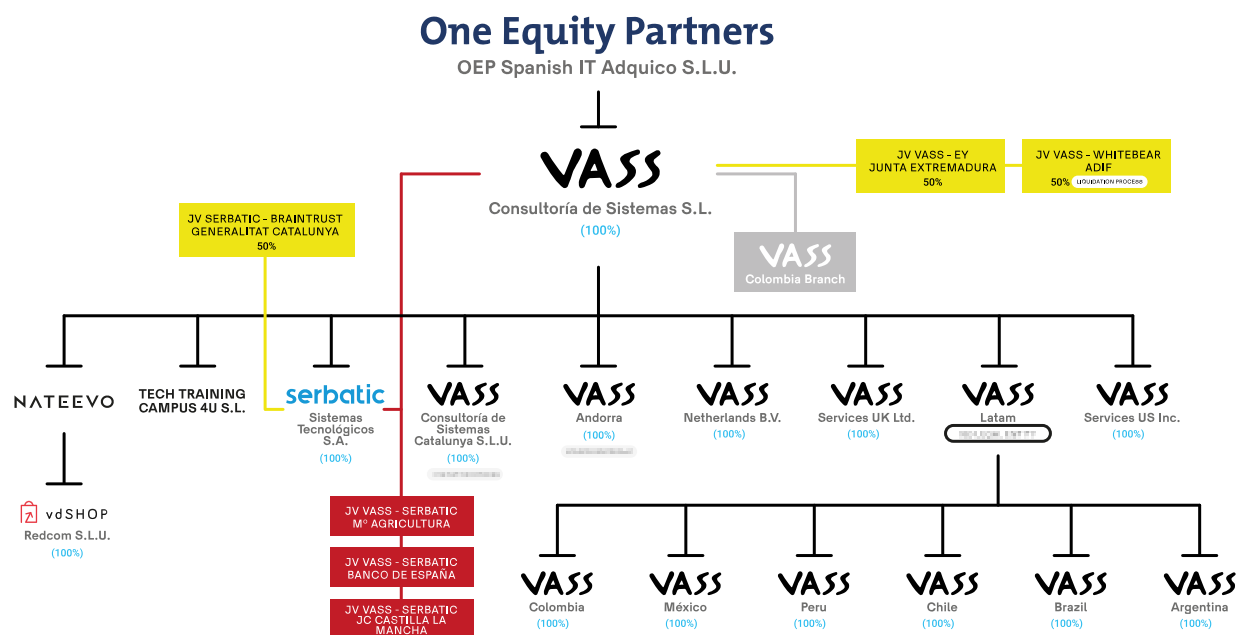 One Equity Partners
OEP Spanish IT Adquico S.L.U.
VASS
Consultoría de Sistemas S.L.
(100%)
JV VASS - EY
JUNTA EXTREMADURA
50%
JV VASS - WHITEBEAR
ADIF
50% LIQUIDATION PROCESS
JV SERBATIC - BRAINTRUST
GENERALITAT CATALUNYA
50%
VASS
Colombia Branch
NATEEVO
TECH TRAINING
CAMPUS 4U S.L.
serbatic
Sistemas
Tecnológicos
S.A.
(100%)
VASS
Consultoría de
Sistemas
Catalunya S.L.U.
(100%)
VASS
Andorra
(100%)
VASS
Netherlands B.V.
(100%)
VASS
Services UK Ltd.
(100%)
VASS
Latam
VASS
Services US Inc.
(100%)
vdSHOP
Redcom S.L.U.
(100%)
JV VASS - SERBATIC
Mº AGRICULTURA
JV VASS - SERBATIC
BANCO DE ESPAÑA
JV VASS - SERBATIC
JC CASTILLA LA
MANCHA
VASS
Colombia
(100%)
VASS
México
(100%)
VASS
Peru
(100%)
VASS
Chile
(100%)
VASS
Brazil
(100%)
VASS
Argentina
(100%)